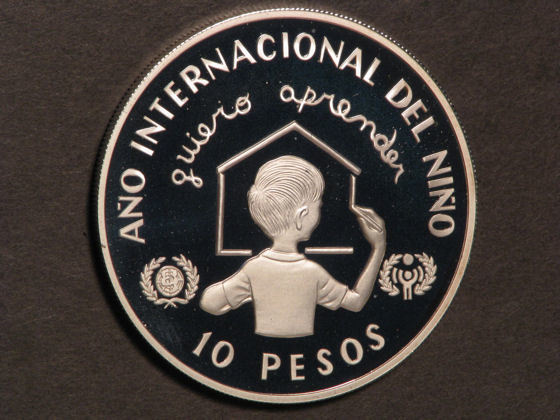 AÑO INTERNACIONAL DEL NIÑO
quiero aprender
10 PESOS